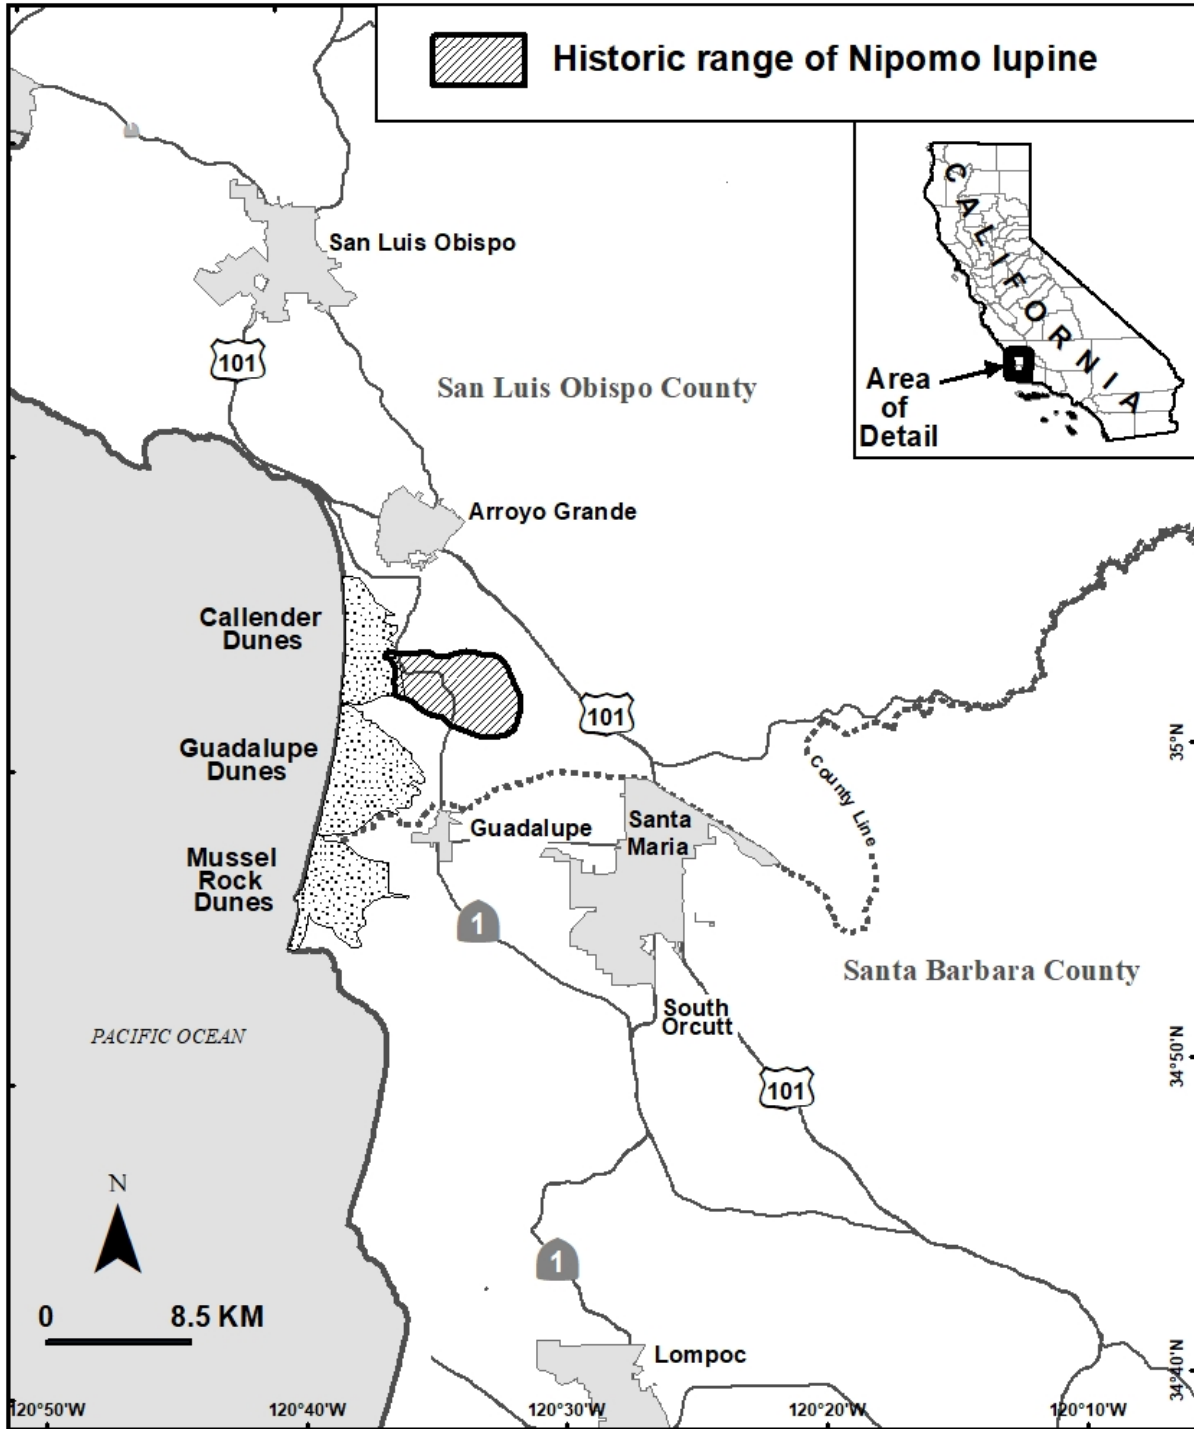 Historic range of Nipomo lupine
CALIFORNIA
Area
of
Detail
San Luis Obispo
101
San Luis Obispo County
Arroyo Grande
Callender
Dunes
101
Guadalupe
Dunes
35°N
County Line
Guadalupe
Santa
Maria
Mussel
Rock
Dunes
1
Santa Barbara County
South
Orcutt
PACIFIC OCEAN
34°50'N
101
N
1
0 8.5 KM
Lompoc
34°40'N
120°50'W 120°40'W 120°30'W 120°20'W 120°10'W